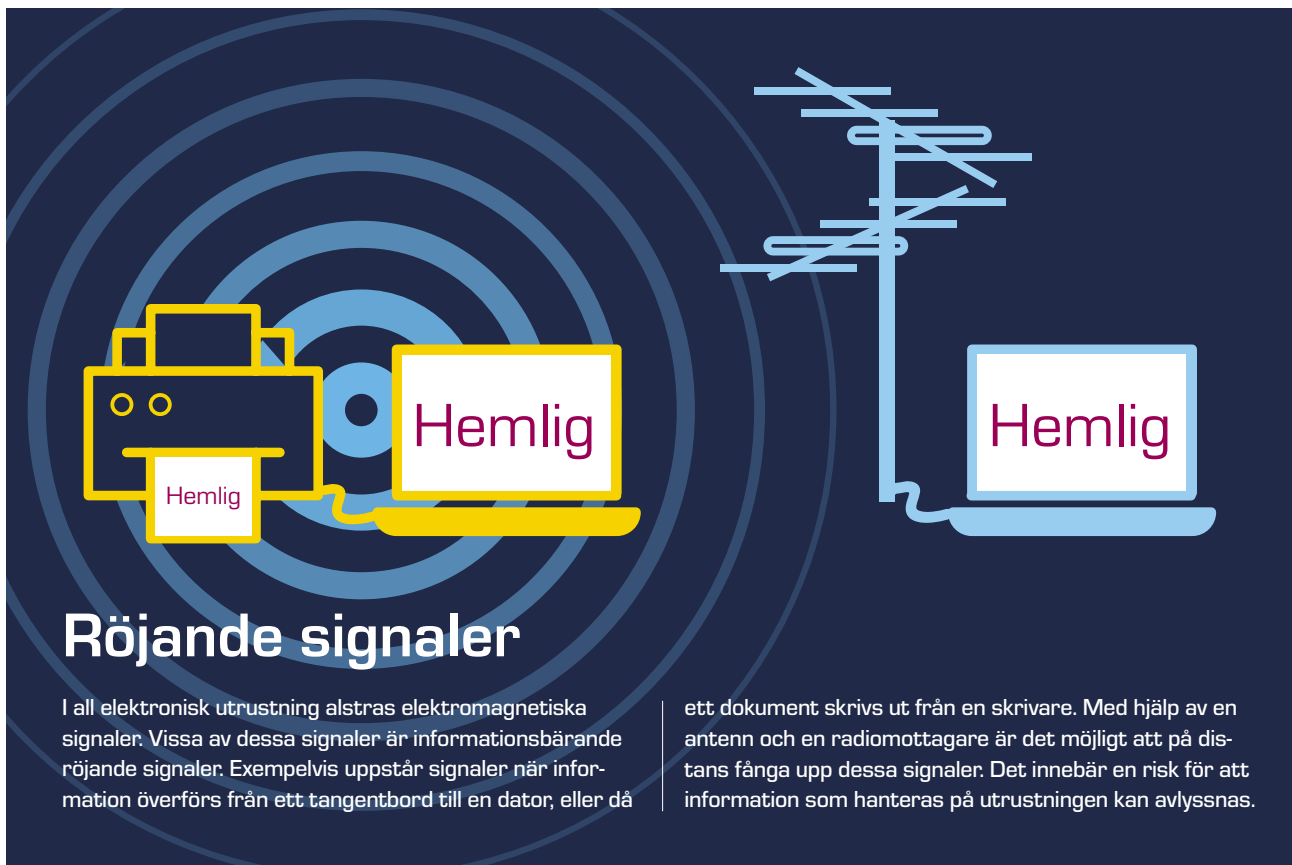 Hemlig
Hemlig
Hemlig
Röjande signaler
I all elektronisk utrustning alstras elektromagnetiska
signaler. Vissa av dessa signaler är informationsbärande
röjande signaler. Exempelvis uppstår signaler när infor-
mation överförs från ett tangentbord till en dator, eller då
ett dokument skrivs ut från en skrivare. Med hjälp av en
antenn och en radiomottagare är det möjligt att på dis-
tans fånga upp dessa signaler. Det innebär en risk för att
information som hanteras på utrustningen kan avlyssnas.